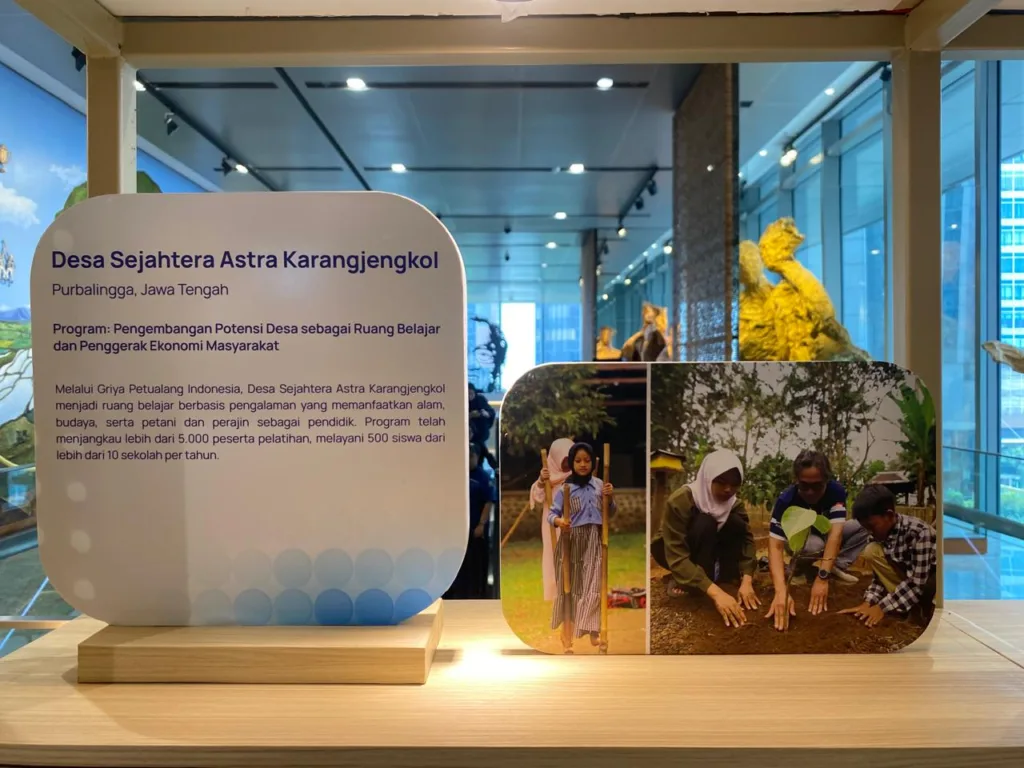 Desa Sejahtera Astra Karangjengkol
Purbalingga, Jawa Tengah
Program: Pengembangan Potensi Desa sebagai Ruang Belajar
dan Penggerak Ekonomi Masyarakat
Melalui Griya Petualang Indonesia, Desa Sejahtera Astra Karangjengkol
menjadi ruang belajar berbasis pengalaman yang memanfaatkan alam,
budaya, serta petani dan perajin sebagai pendidik. Program telah
menjangkau lebih dari 5.000 peserta pelatihan, melayani 500 siswa dari
lebih dari 10 sekolah per tahun.